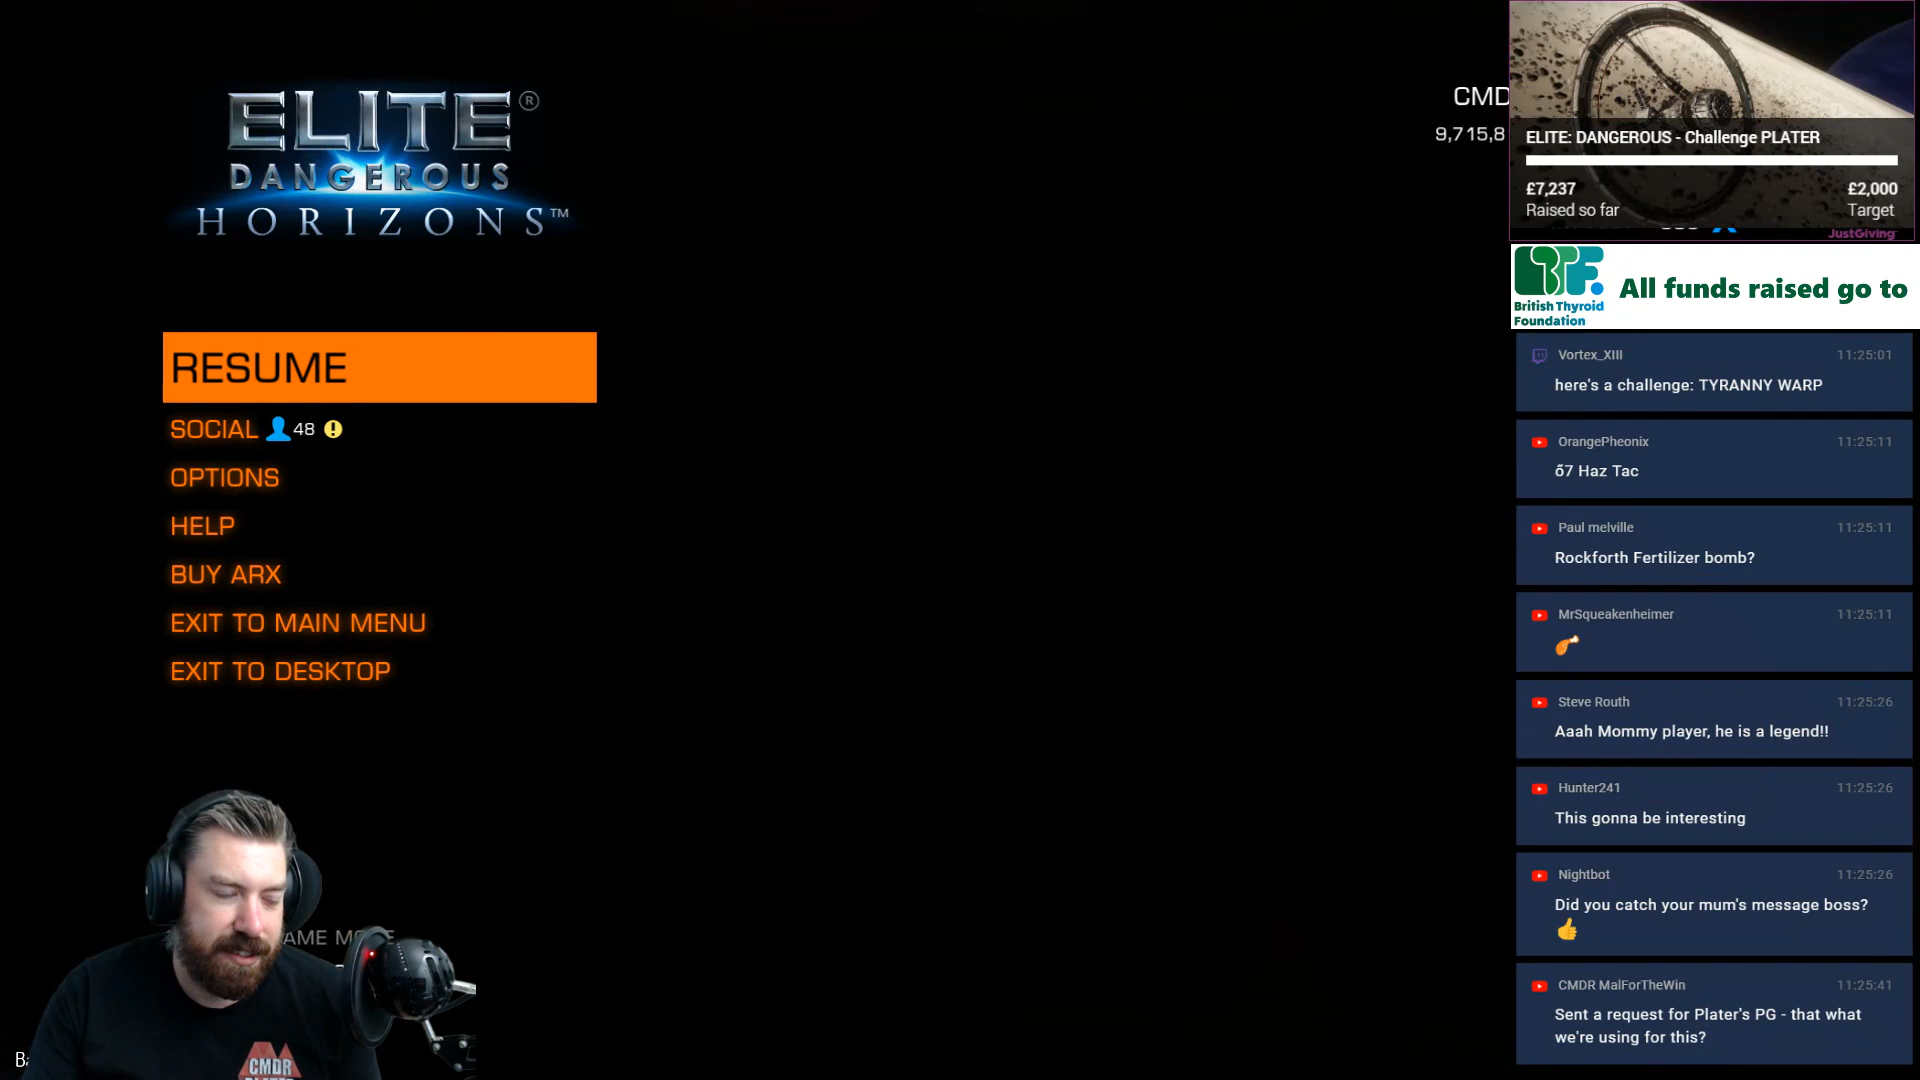 ELITE®
DANGEROUS
HORIZONS™
RESUME
SOCIAL 48
OPTIONS
HELP
BUY ARX
EXIT TO MAIN MENU
EXIT TO DESKTOP
CMDR
PLATER
CMD
9,715,8
ELITE: DANGEROUS - Challenge PLATER
£7,237 £2,000
Raised so far Target
JustGiving
BTF.
British Thyroid
Foundation
All funds raised go to
Vortex_XIII 11:25:01
here's a challenge: TYRANNY WARP
OrangePheonix 11:25:11
ő7 Haz Tac
Paul melville 11:25:11
Rockforth Fertilizer bomb?
MrSqueakenheimer 11:25:11
🍗
Steve Routh 11:25:26
Aaah Mommy player, he is a legend!!
Hunter241 11:25:26
This gonna be interesting
Nightbot 11:25:26
Did you catch your mum's message boss?
👍
CMDR MalForTheWin 11:25:41
Sent a request for Plater's PG - that what
we're using for this?